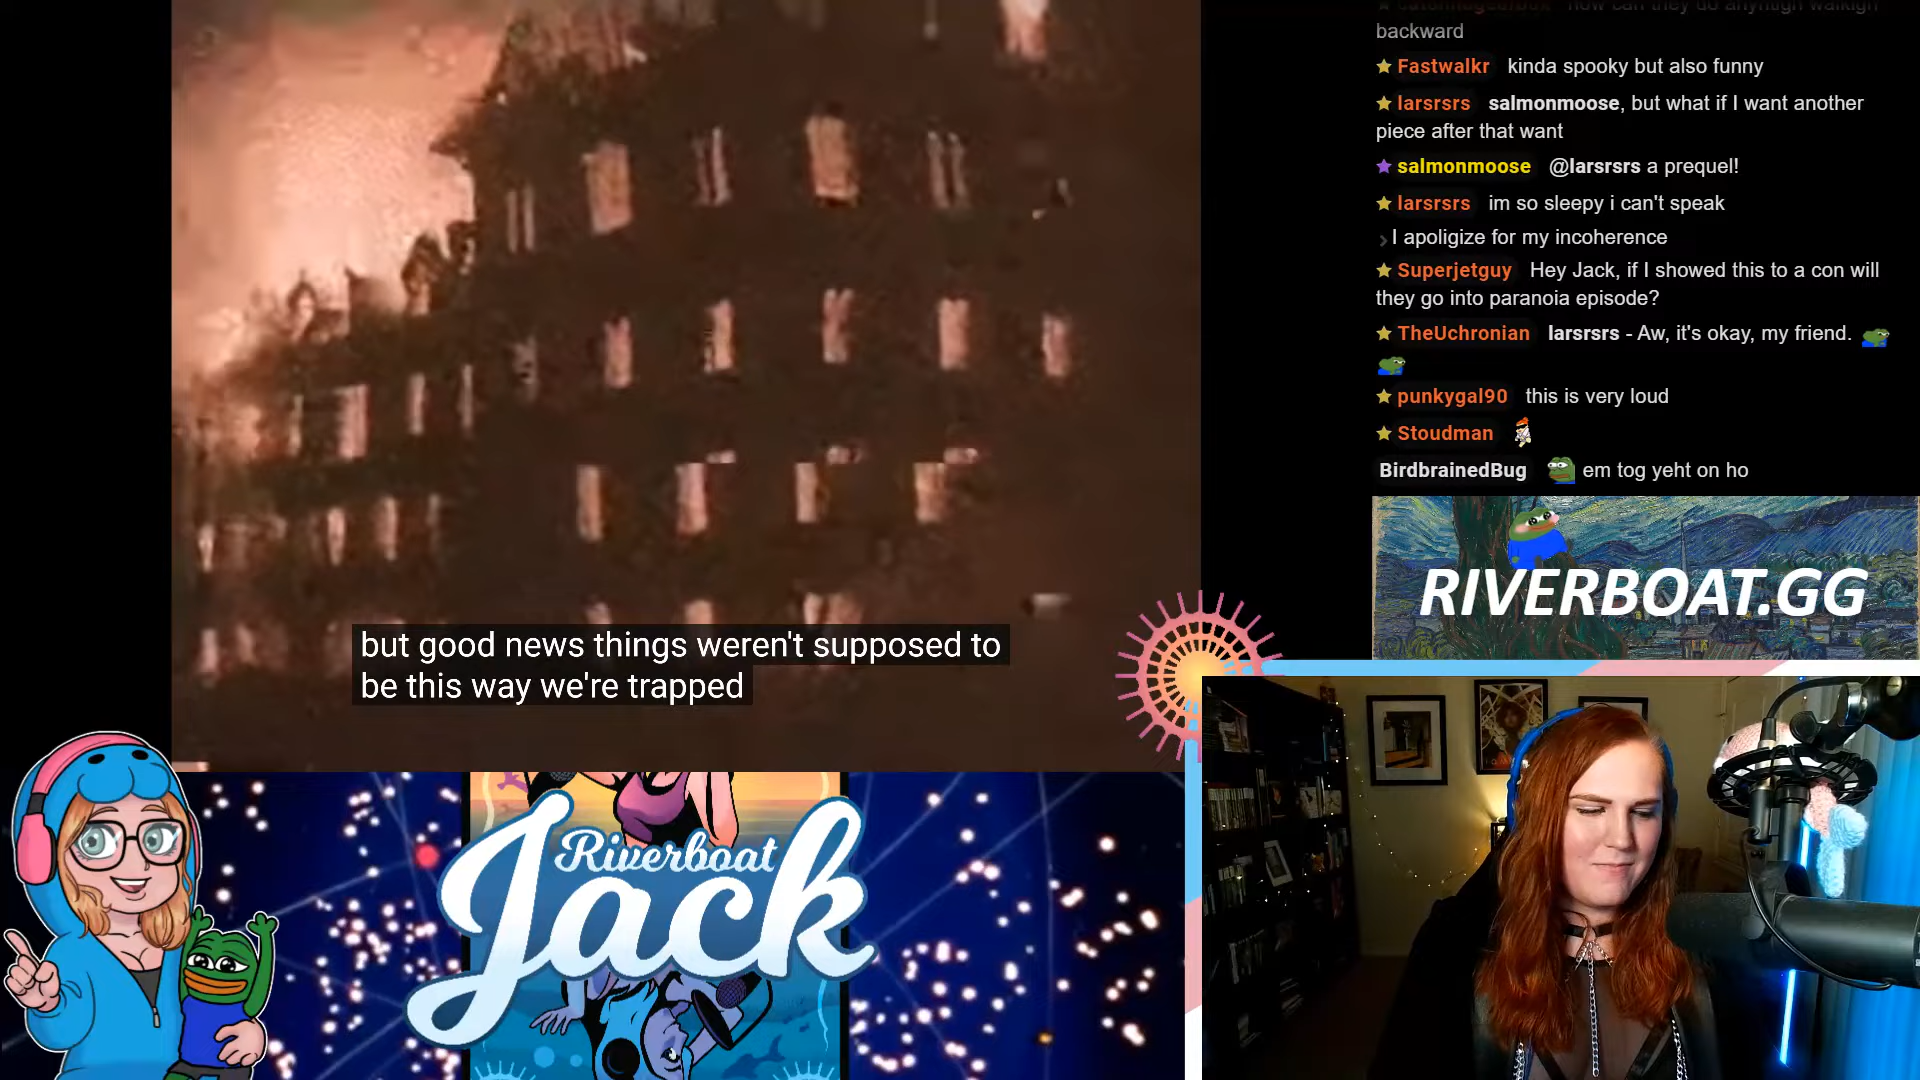 backward
Fastwalkr kinda spooky but also funny
larsrsrs salmonmoose, but what if I want another
piece after that want
salmonmoose @larsrsrs a prequel!
larsrsrs im so sleepy i can't speak
I apoligize for my incoherence
Superjetguy Hey Jack, if I showed this to a con will
they go into paranoia episode?
TheUchronian larsrsrs - Aw, it's okay, my friend.
punkygal90 this is very loud
Stoudman
BirdbrainedBug em tog yeht on ho
RIVERBOAT.GG
but good news things weren't supposed to
be this way we're trapped
Riverboat
Jack